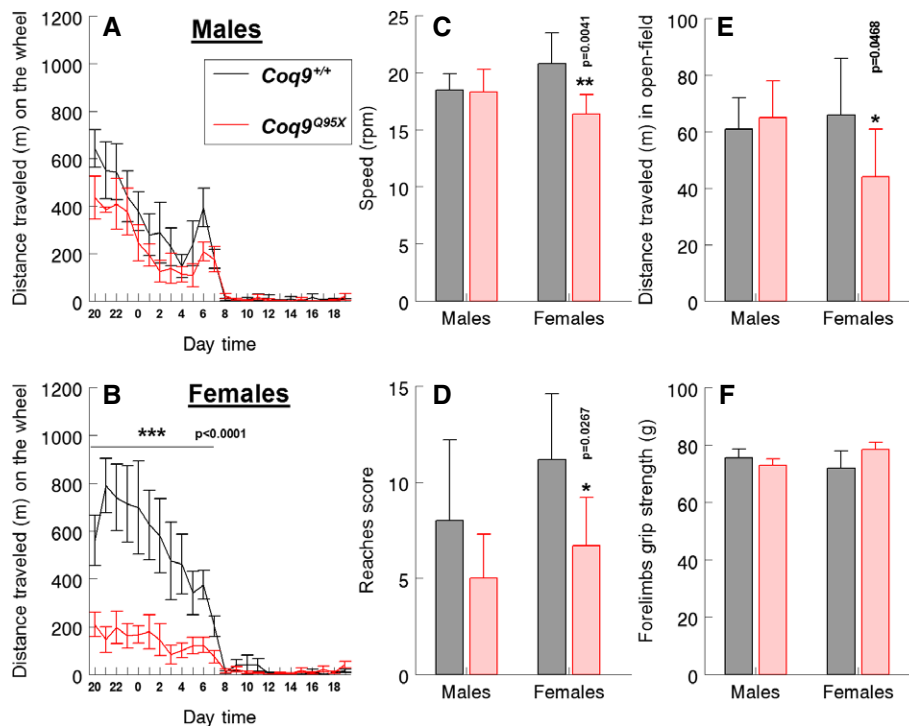 A
Males
Distance traveled (m) on the wheel
1200
1000
800
600
400
200
0
Coq9+/+
Coq9Q95X
20 22 0 2 4 6 8 10 12 14 16 18
Day time
C
Speed (rpm)
25
20
15
10
5
0
p=0.0041
**
Males Females
E
Distance traveled (m) in open-field
100
80
60
40
20
0
p=0.0468
*
Males Females
B
Females
Distance traveled (m) on the wheel
1200
1000
800
600
400
200
0
*** p<0.0001
20 22 0 2 4 6 8 10 12 14 16 18
Day time
D
Reaches score
15
10
5
0
p=0.0267
*
Males Females
F
Forelimbs grip strength (g)
100
80
60
40
20
0
Males Females